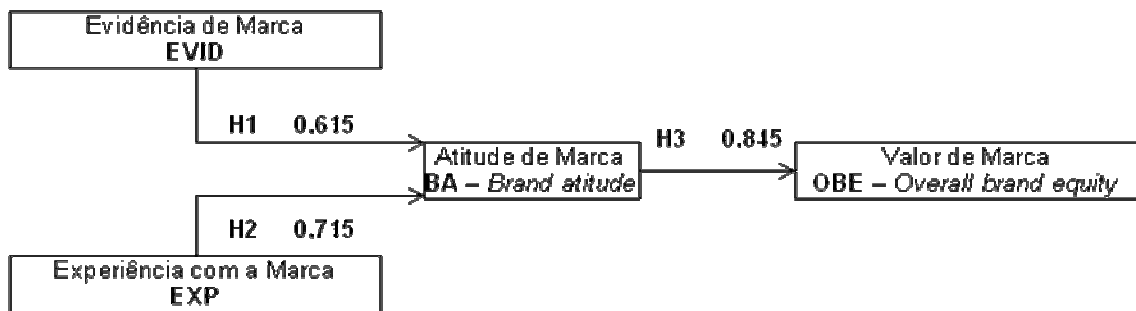 Evidência de Marca
EVID
H1 0.615
Atitude de Marca
BA – Brand atitude
H3 0.845
Valor de Marca
OBE – Overall brand equity
H2 0.715
Experiência com a Marca
EXP